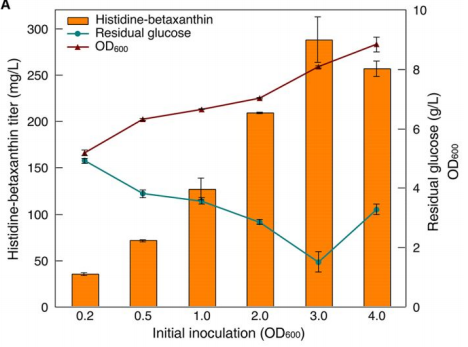 A
Histidine-betaxanthin
Residual glucose
OD600
Histidine-betaxanthin titer (mg/L)
300
250
200
150
100
50
0
10
8
6
4
2
0
Residual glucose (g/L)
OD600
0.2 0.5 1.0 2.0 3.0 4.0
Initial inoculation (OD600)